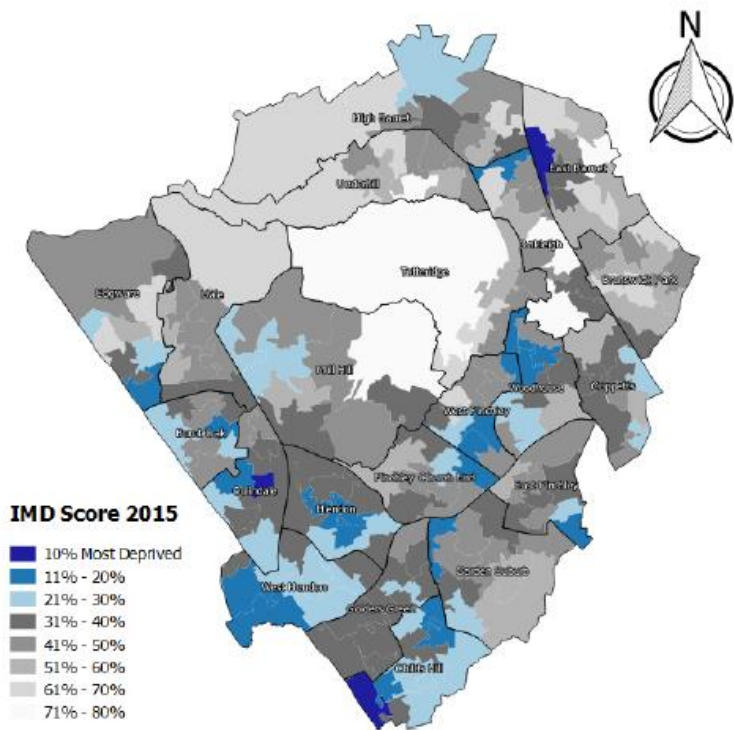 N
High Barnet
East Barnet
Underhill
Oakleigh
Totteridge
Brunswick Park
Edgware
Hale
Mill Hill
Woodhouse
Coppetts
West Finchley
Burnt Oak
Finchley Church End
East Finchley
Colindale
Hendon
Garden Suburb
West Hendon
Golders Green
Childs Hill
IMD Score 2015
10% Most Deprived
11% - 20%
21% - 30%
31% - 40%
41% - 50%
51% - 60%
61% - 70%
71% - 80%